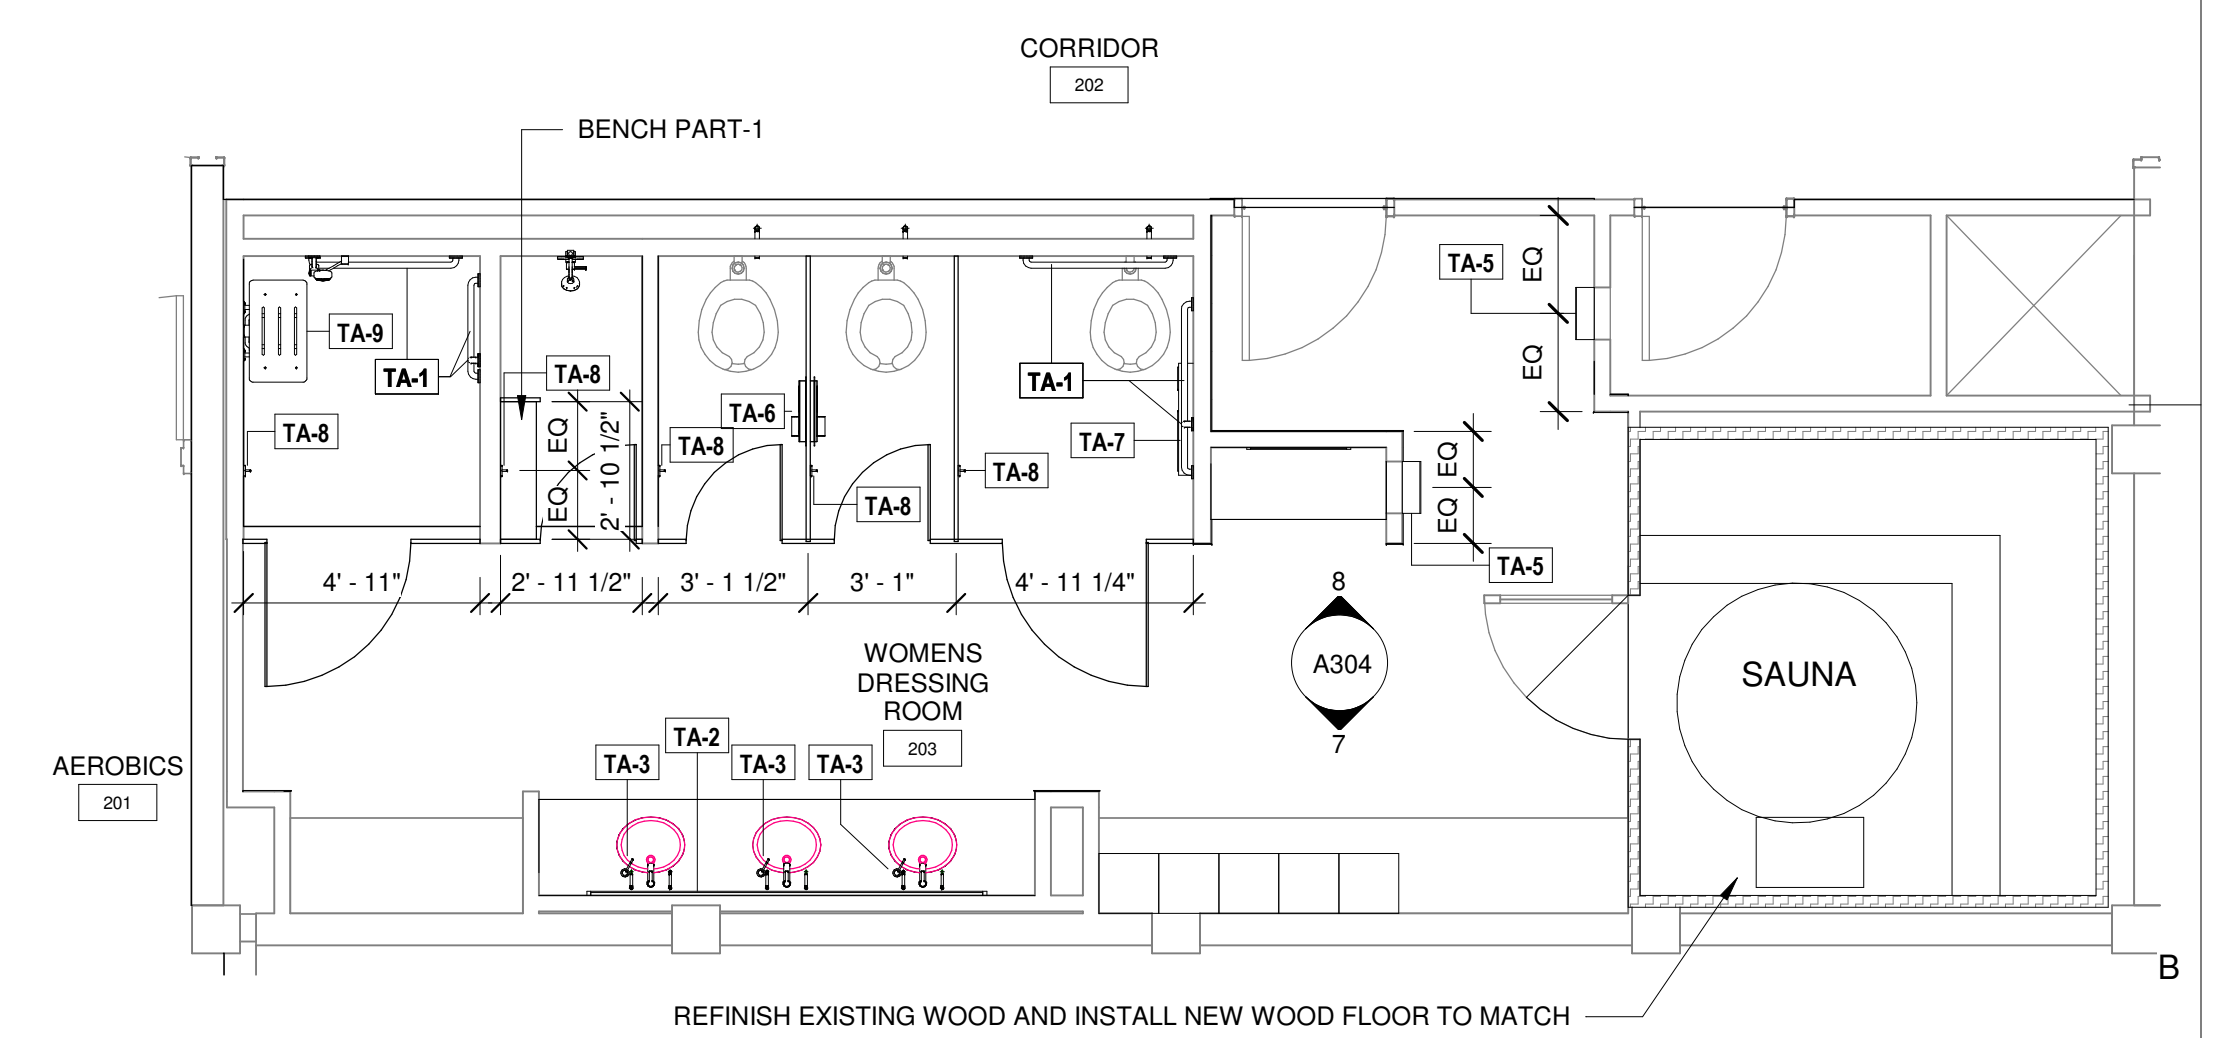 CORRIDOR
202
BENCH PART-1
TA-5
EQ
EQ
TA-9
TA-1
TA-8
TA-8
TA-6
TA-8
TA-1
TA-7
TA-8
TA-8
EQ
EQ
2' - 10 1/2"
EQ
EQ
TA-5
4' - 11"
2' - 11 1/2"
3' - 1 1/2"
3' - 1"
4' - 11 1/4"
8
A304
7
WOMENS
DRESSING
ROOM
203
SAUNA
TA-2
TA-3
TA-3
TA-3
AEROBICS
201
B
REFINISH EXISTING WOOD AND INSTALL NEW WOOD FLOOR TO MATCH